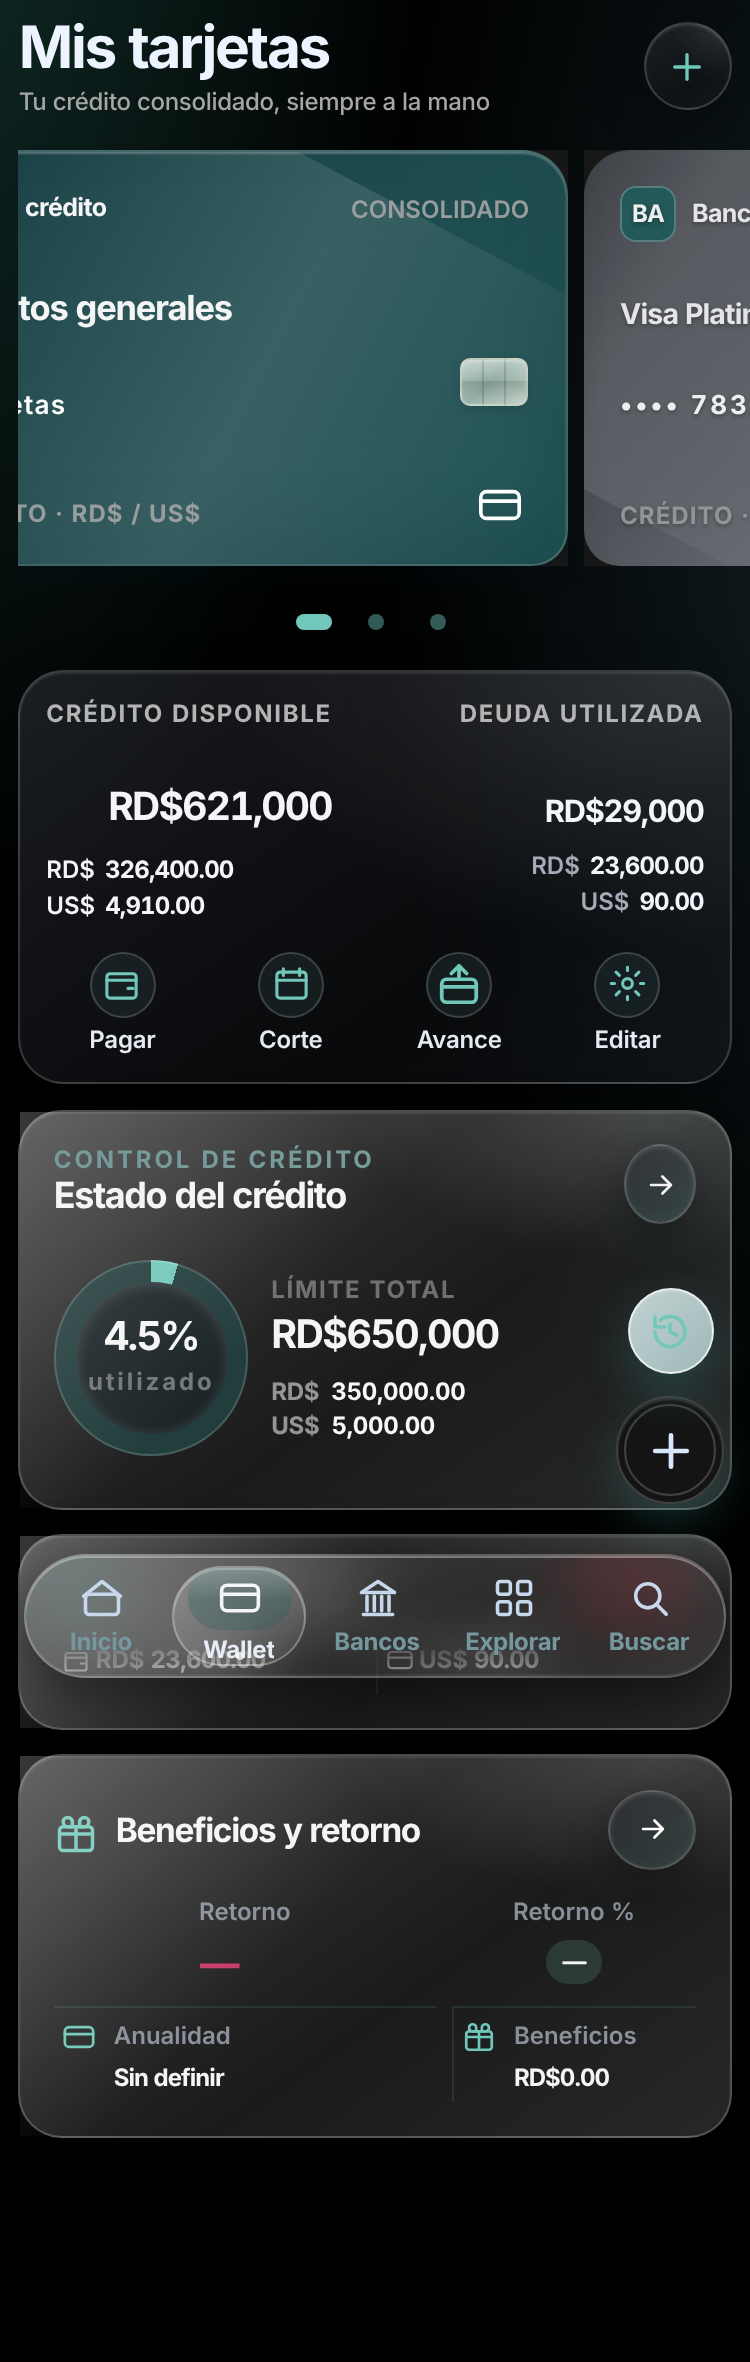 Mis tarjetas
Tu crédito consolidado, siempre a la mano
crédito
CONSOLIDADO
BA
Banc
tos generales
Visa Platin
etas
•••• 783
TO · RD$ / US$
CRÉDITO ·
CRÉDITO DISPONIBLE
DEUDA UTILIZADA
RD$621,000
RD$29,000
RD$ 326,400.00
RD$ 23,600.00
US$ 4,910.00
US$ 90.00
Pagar
Corte
Avance
Editar
CONTROL DE CRÉDITO
Estado del crédito
4.5%
utilizado
LÍMITE TOTAL
RD$650,000
RD$ 350,000.00
US$ 5,000.00
Inicio
Wallet
Bancos
Explorar
Buscar
RD$ 23,600.00
US$ 90.00
Beneficios y retorno
Retorno
Retorno %
—
—
Anualidad
Beneficios
Sin definir
RD$0.00